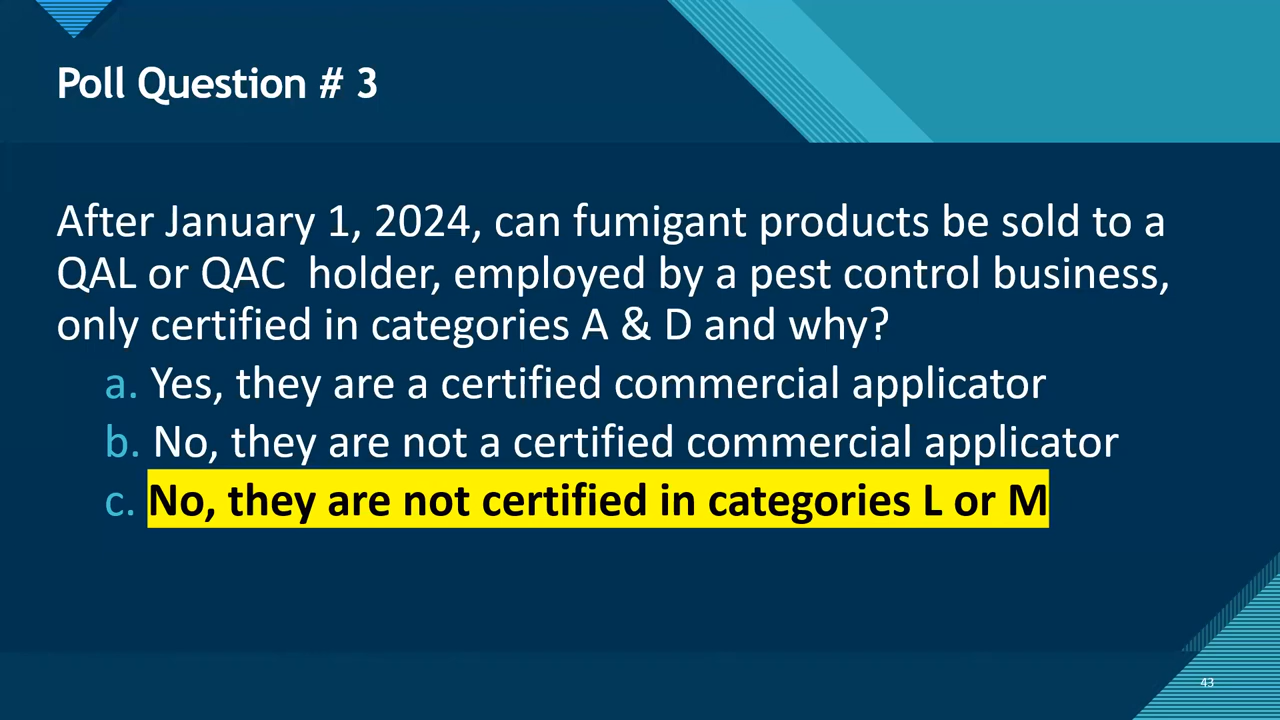 Poll Question # 3
After January 1, 2024, can fumigant products be sold to a
QAL or QAC  holder, employed by a pest control business,
only certified in categories A & D and why?
a. Yes, they are a certified commercial applicator
b. No, they are not a certified commercial applicator
c. No, they are not certified in categories L or M
43